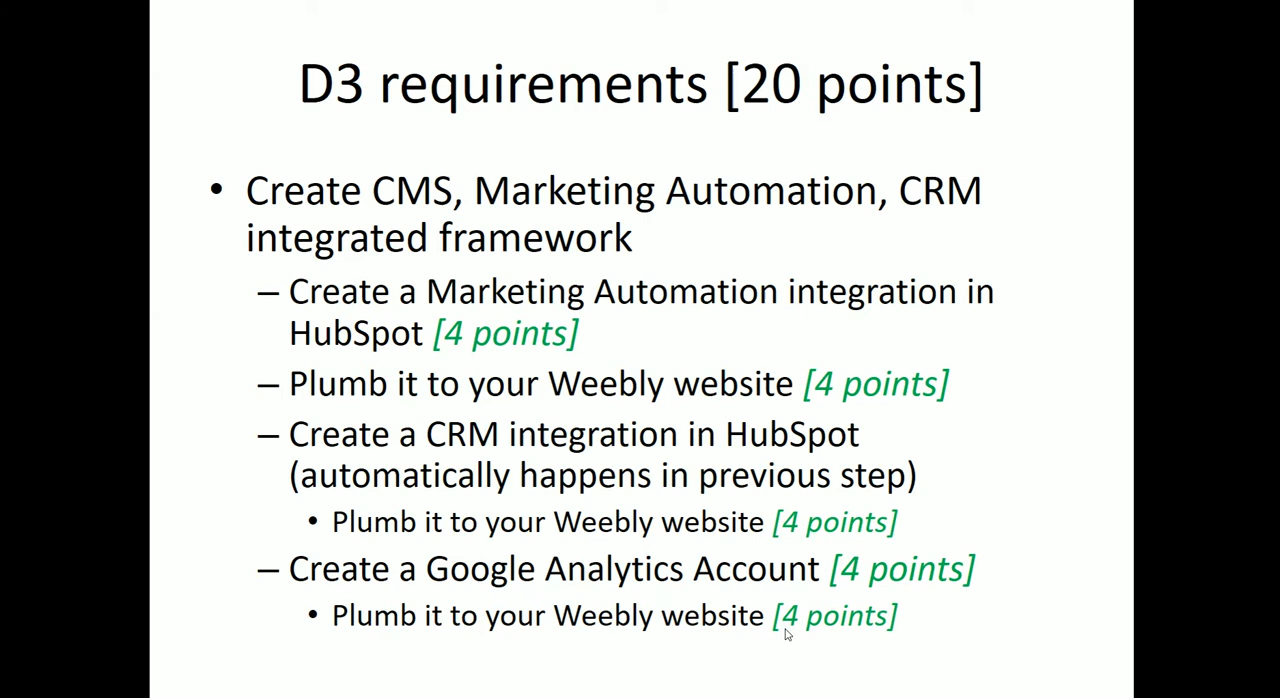 D3 requirements [20 points]
• Create CMS, Marketing Automation, CRM
integrated framework
– Create a Marketing Automation integration in
HubSpot [4 points]
– Plumb it to your Weebly website [4 points]
– Create a CRM integration in HubSpot
(automatically happens in previous step)
• Plumb it to your Weebly website [4 points]
– Create a Google Analytics Account [4 points]
• Plumb it to your Weebly website [4 points]